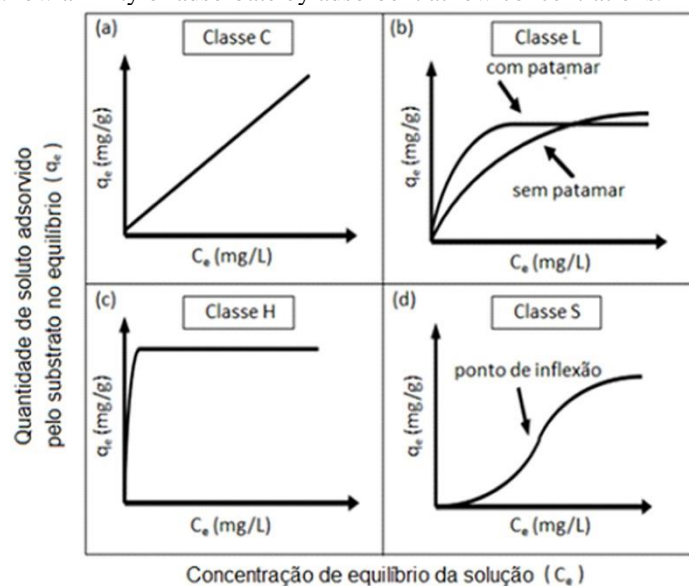 (a)
Classe C
qₑ (mg/g)
Cₑ (mg/L)
(b)
Classe L
com patamar
sem patamar
qₑ (mg/g)
Cₑ (mg/L)
(c)
Classe H
qₑ (mg/g)
Cₑ (mg/L)
(d)
Classe S
ponto de inflexão
qₑ (mg/g)
Cₑ (mg/L)
Quantidade de soluto adsorvido
pelo substrato no equilíbrio (qₑ)
Concentração de equilíbrio da solução (Cₑ)